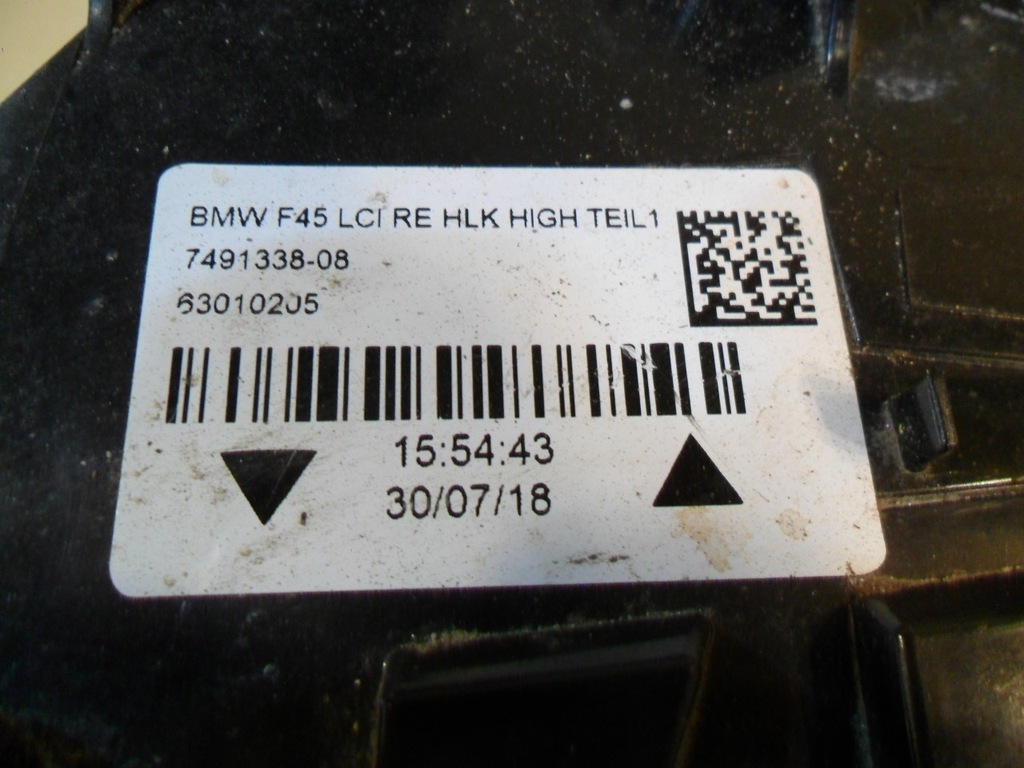 BMW F45 LCI RE HLK HIGH TEIL1
7491338-08
63010205
15:54:43
30/07/18